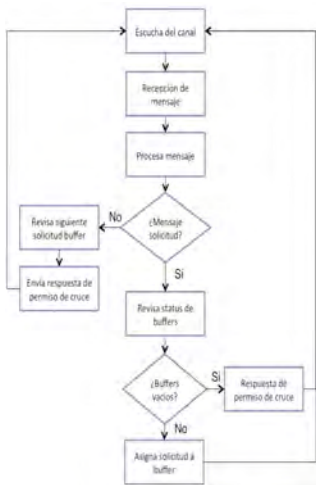 Escucha del canal
Recepcion de
mensaje
Procesa mensaje
¿Mensaje
solicitud?
No
Sí
Revisa siguiente
solicitud buffer
Envía respuesta de
permiso de cruce
Revisa status de
buffers
¿Buffers
vacios?
Si
No
Respuesta de
permiso de cruce
Asigna solicitud a
buffer